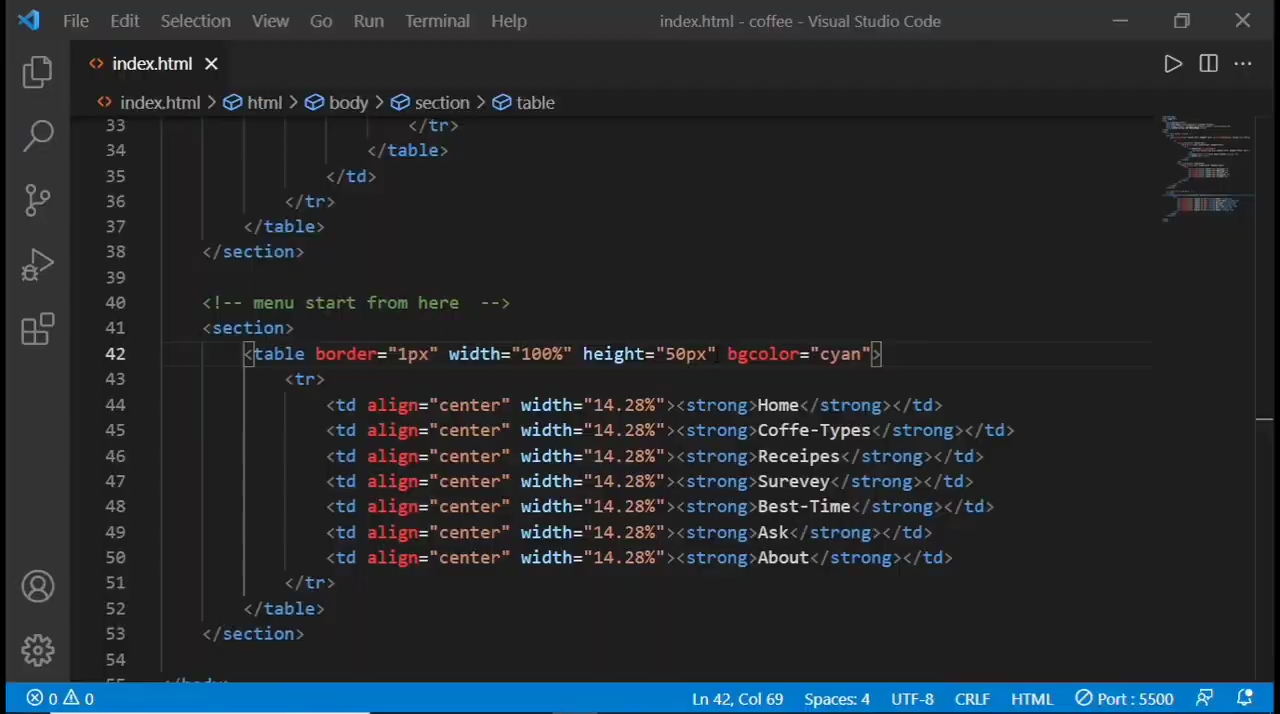 File Edit Selection View Go Run Terminal Help index.html - coffee - Visual Studio Code
index.html
index.html > html > body > section > table
33 </tr>
34 </table>
35 </td>
36 </tr>
37 </table>
38 </section>
39
40 <!-- menu start from here  -->
41 <section>
42 <table border="1px" width="100%" height="50px" bgcolor="cyan">
43 <tr>
44 <td align="center" width="14.28%"><strong>Home</strong></td>
45 <td align="center" width="14.28%"><strong>Coffe-Types</strong></td>
46 <td align="center" width="14.28%"><strong>Receipes</strong></td>
47 <td align="center" width="14.28%"><strong>Surevey</strong></td>
48 <td align="center" width="14.28%"><strong>Best-Time</strong></td>
49 <td align="center" width="14.28%"><strong>Ask</strong></td>
50 <td align="center" width="14.28%"><strong>About</strong></td>
51 </tr>
52 </table>
53 </section>
54
55 </body>
0 0 Ln 42, Col 69 Spaces: 4 UTF-8 CRLF HTML Port : 5500